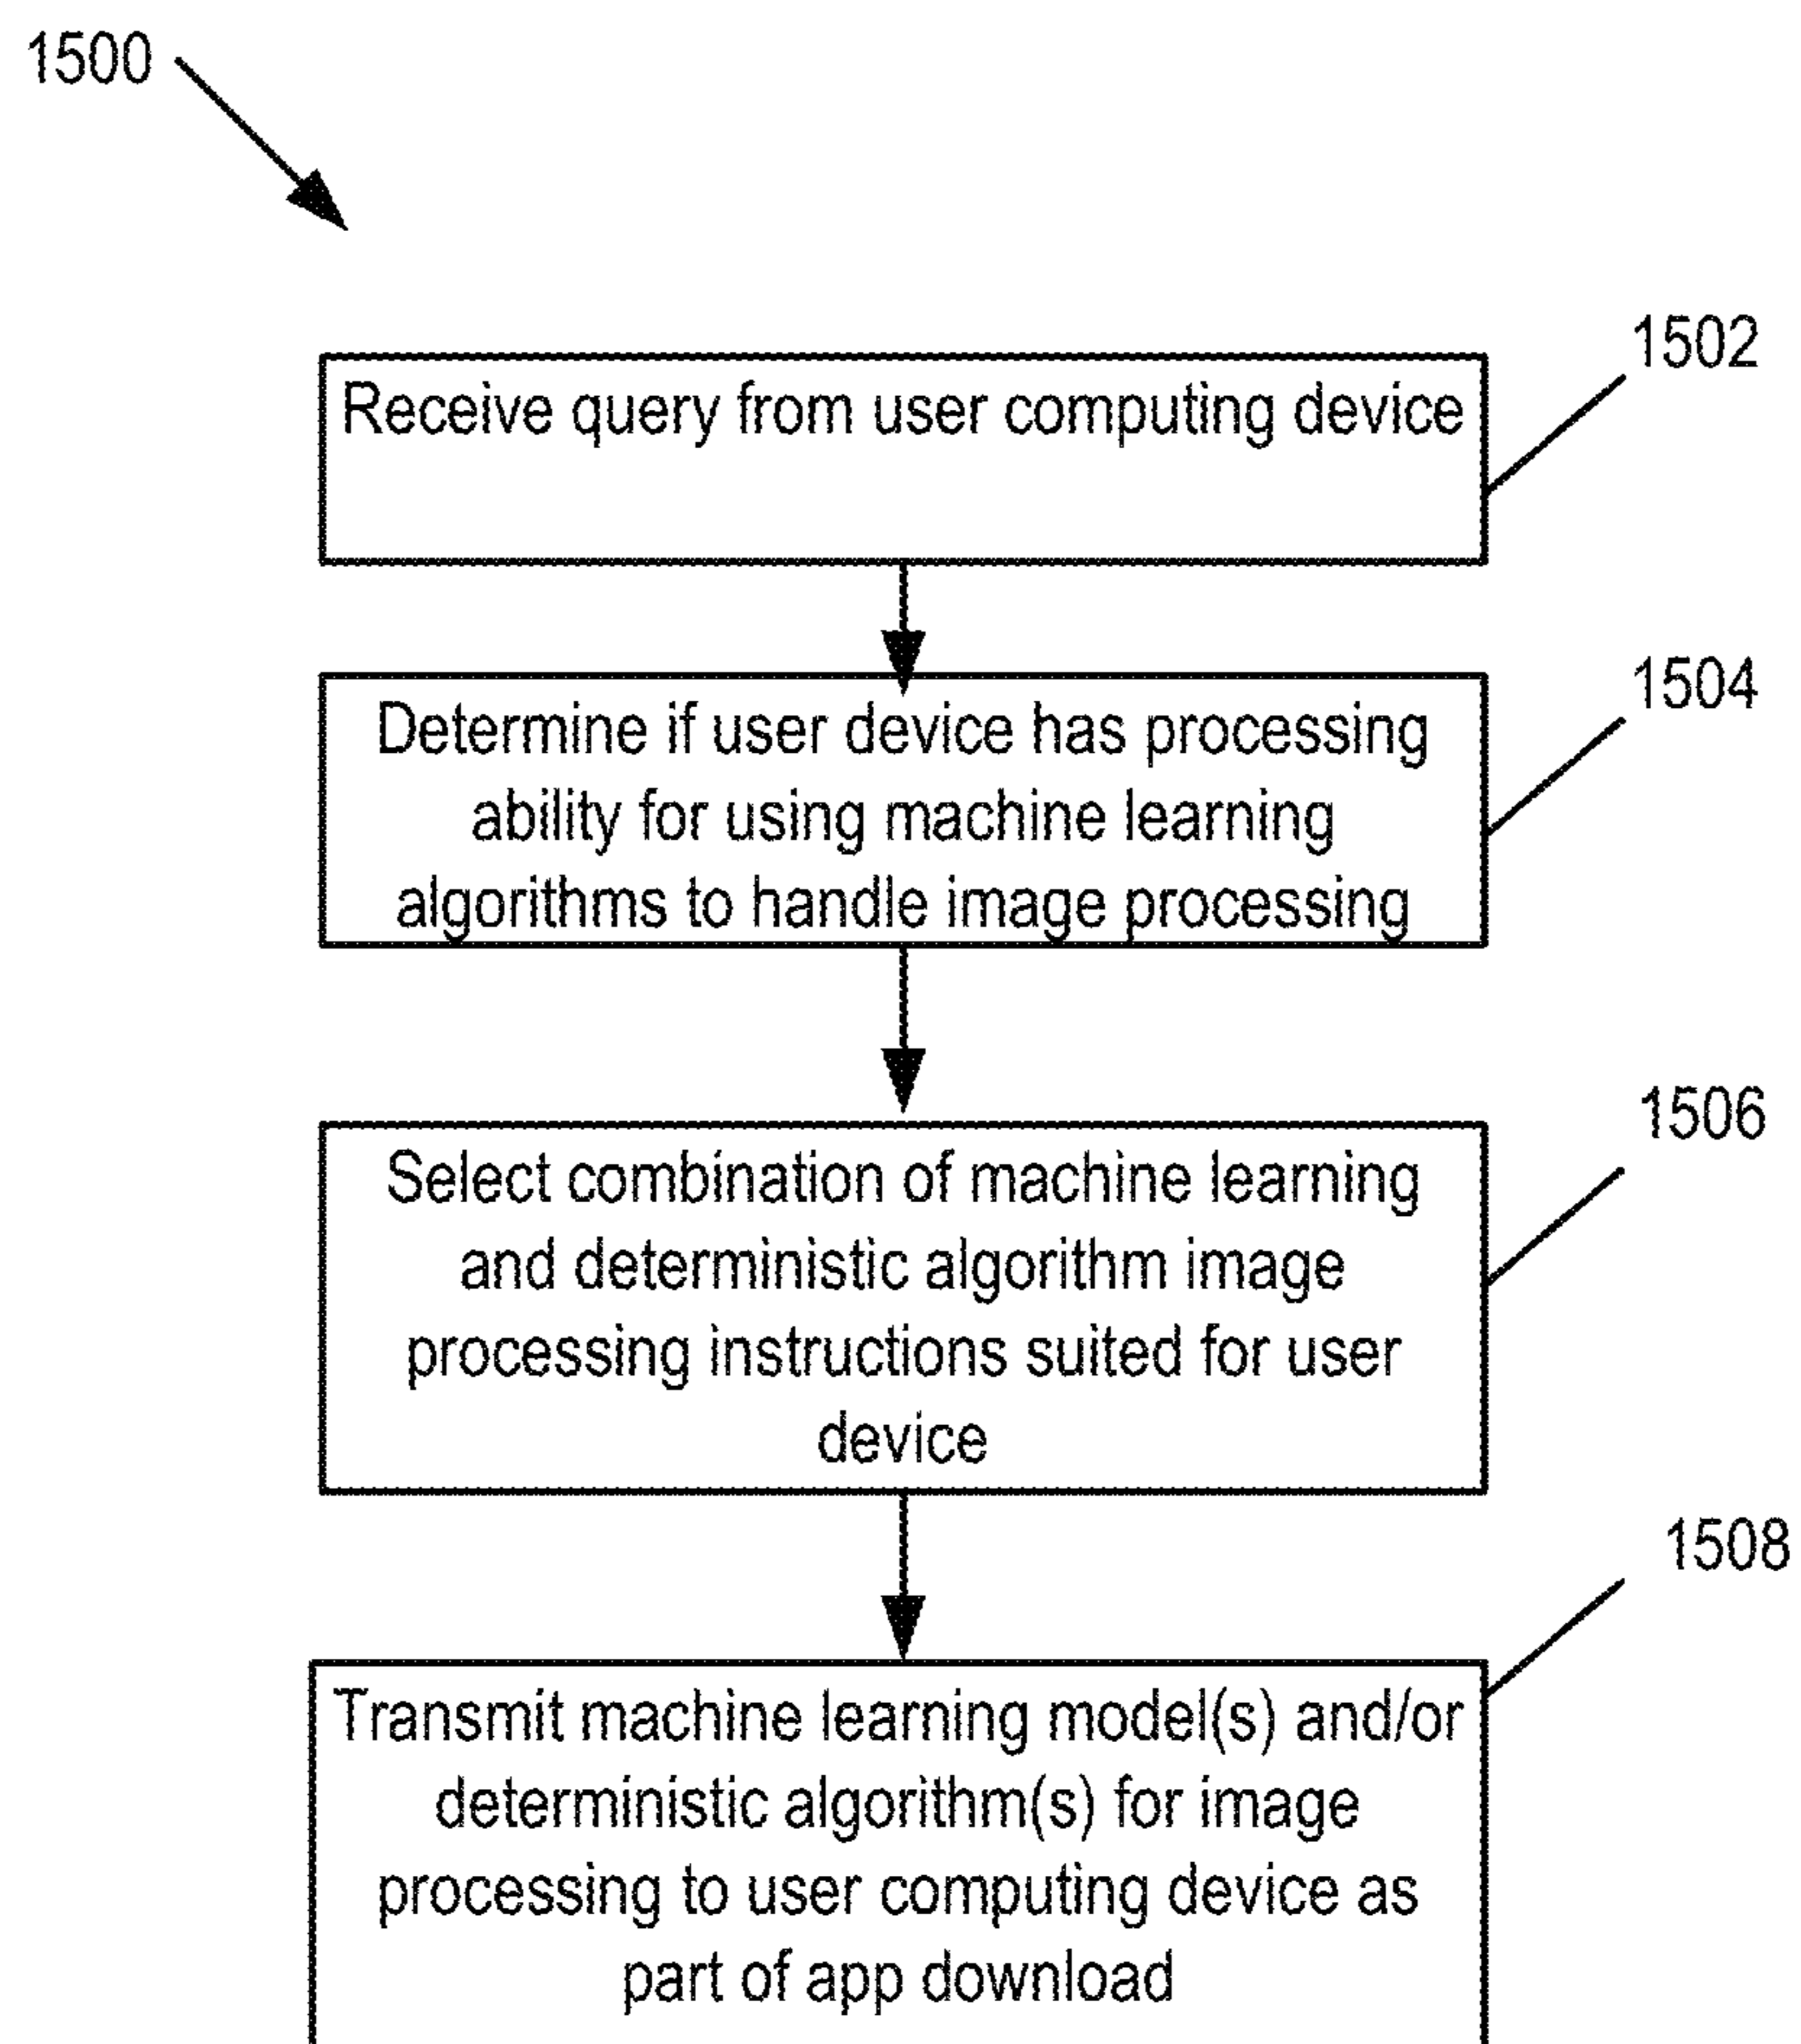 1500
1502
Receive query from user computing device
1504
Determine if user device has processing
ability for using machine learning
algorithms to handle image processing
1506
Select combination of machine learning
and deterministic algorithm image
processing instructions suited for user
device
1508
Transmit machine learning model(s) and/or
deterministic algorithm(s) for image
processing to user computing device as
part of app download